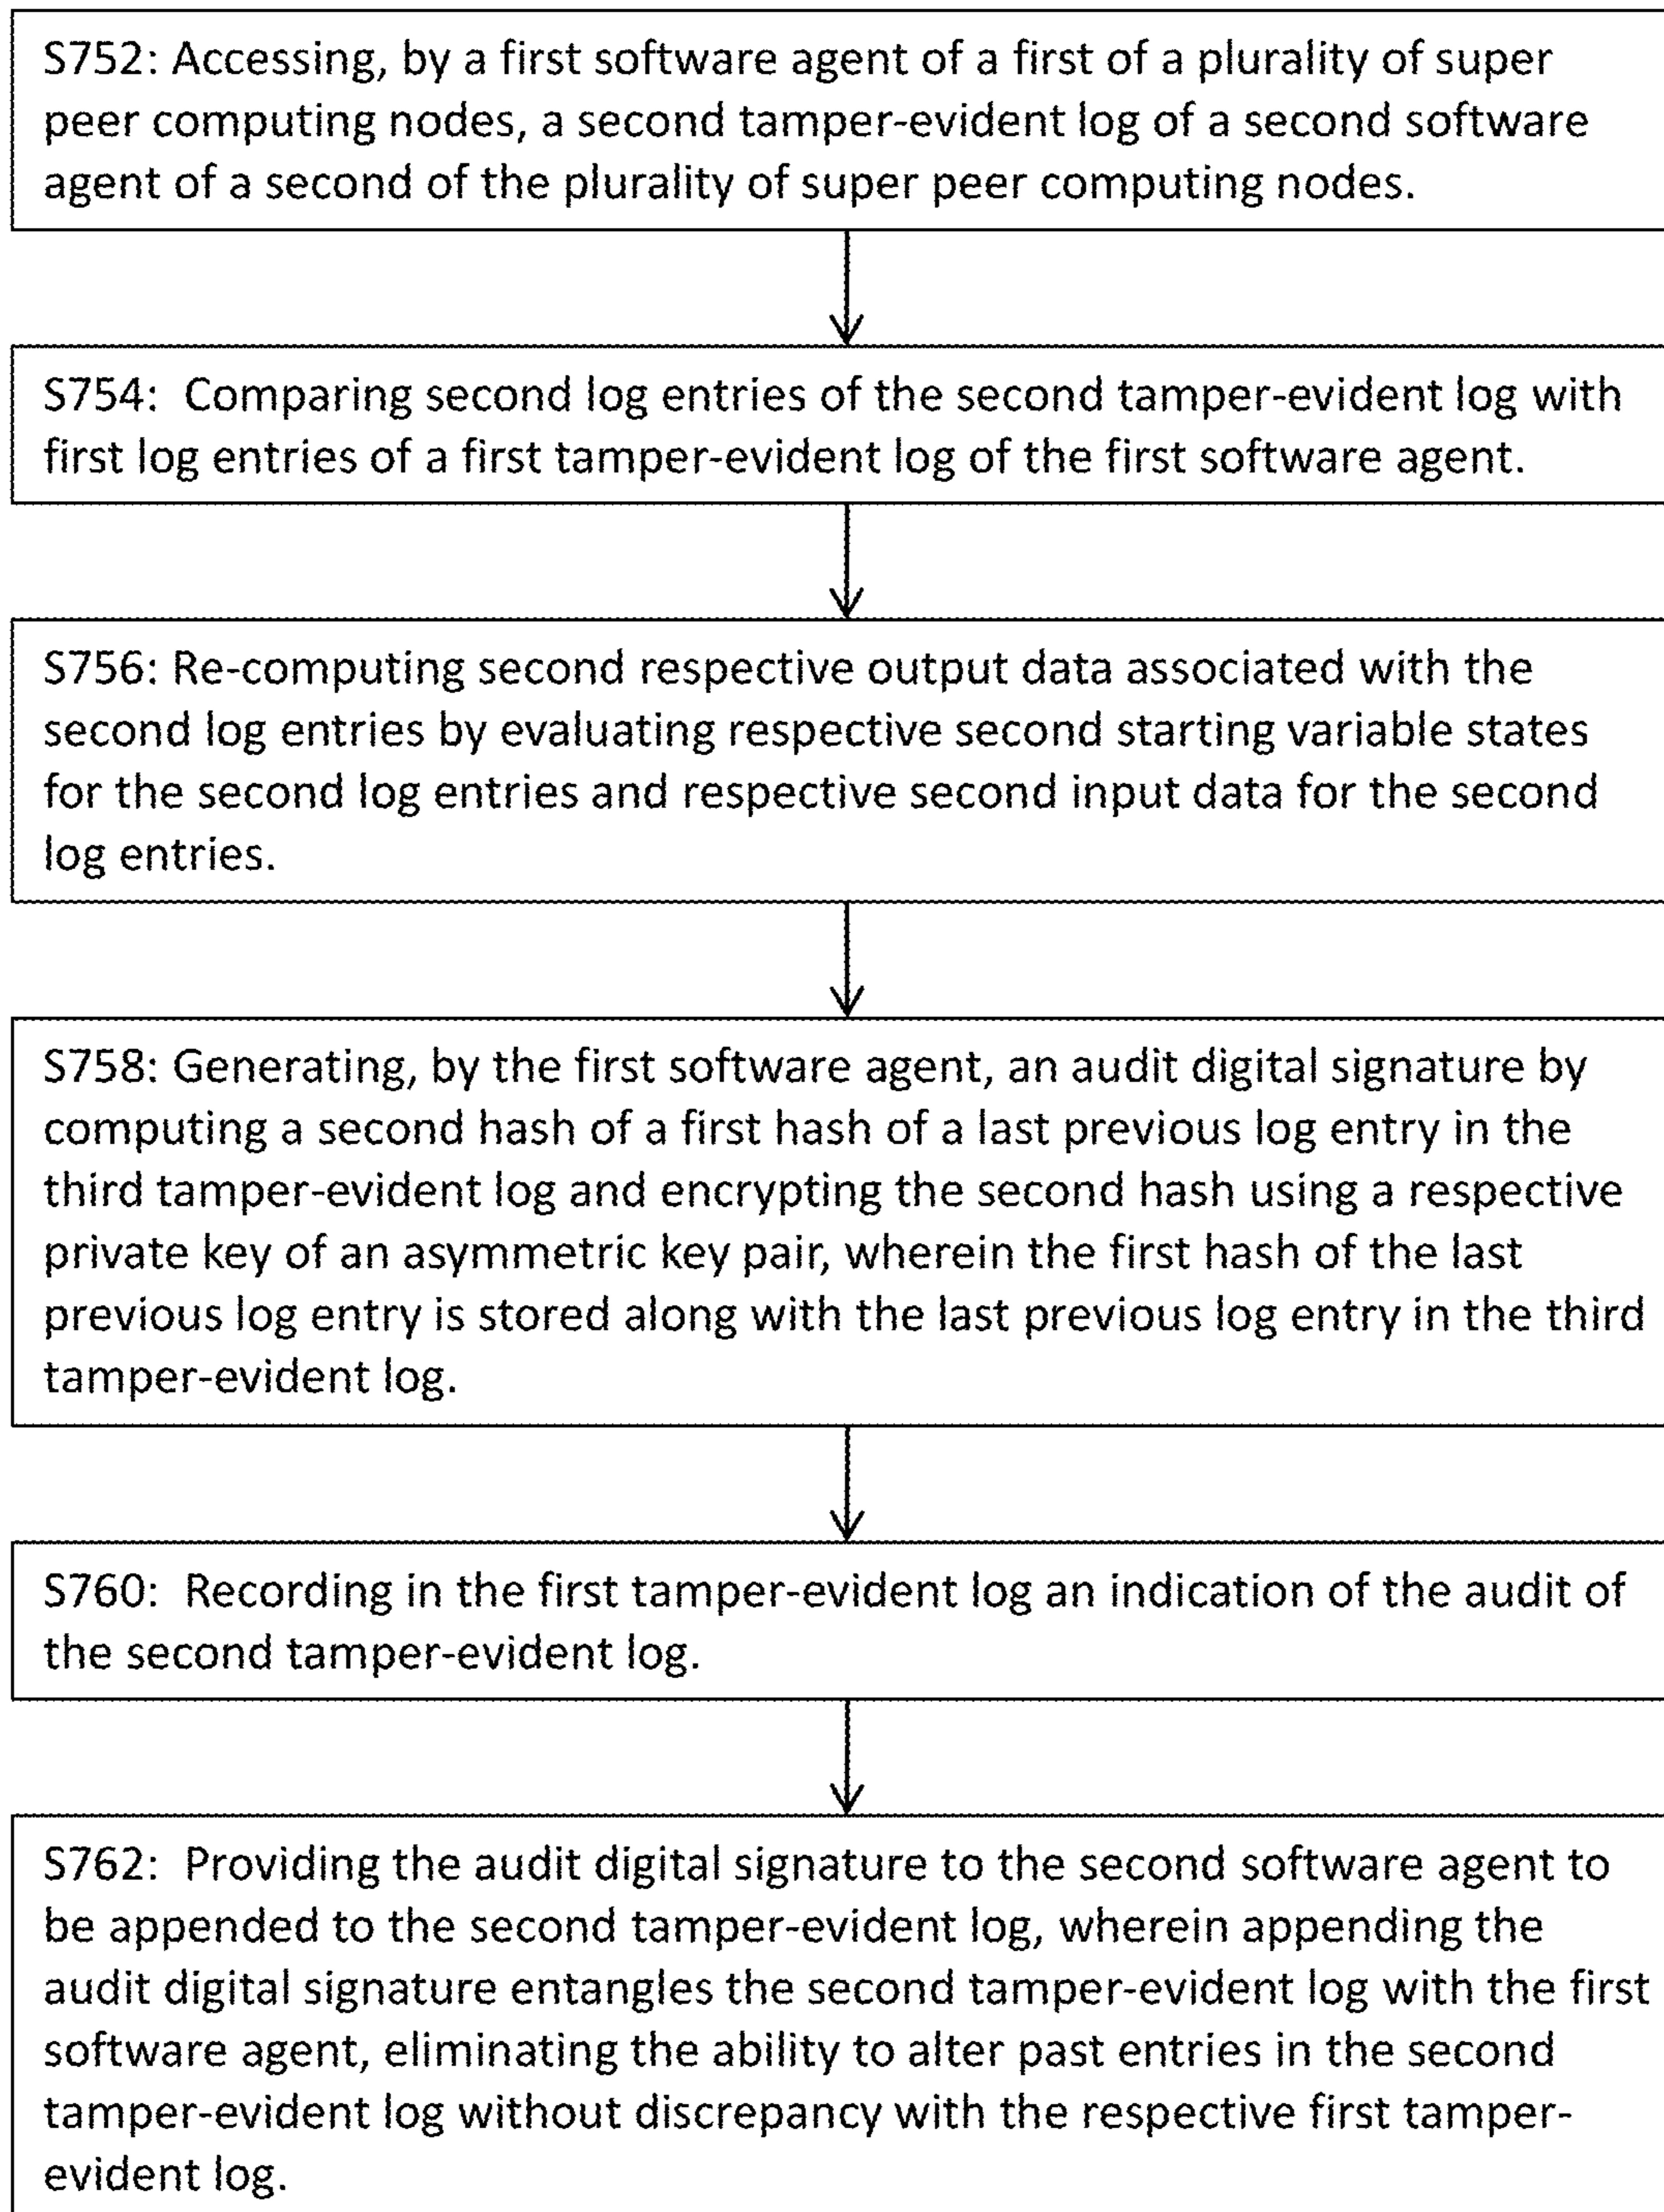 S752: Accessing, by a first software agent of a first of a plurality of super
peer computing nodes, a second tamper-evident log of a second software
agent of a second of the plurality of super peer computing nodes.
S754: Comparing second log entries of the second tamper-evident log with
first log entries of a first tamper-evident log of the first software agent.
S756: Re-computing second respective output data associated with the
second log entries by evaluating respective second starting variable states
for the second log entries and respective second input data for the second
log entries.
S758: Generating, by the first software agent, an audit digital signature by
computing a second hash of a first hash of a last previous log entry in the
third tamper-evident log and encrypting the second hash using a respective
private key of an asymmetric key pair, wherein the first hash of the last
previous log entry is stored along with the last previous log entry in the third
tamper-evident log.
S760: Recording in the first tamper-evident log an indication of the audit of
the second tamper-evident log.
S762: Providing the audit digital signature to the second software agent to
be appended to the second tamper-evident log, wherein appending the
audit digital signature entangles the second tamper-evident log with the first
software agent, eliminating the ability to alter past entries in the second
tamper-evident log without discrepancy with the respective first tamper-
evident log.